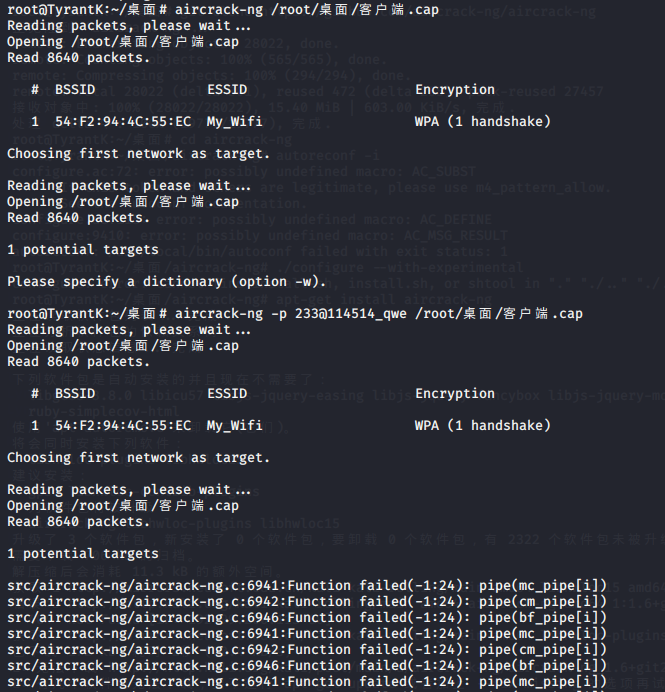 root@TyrantK:~/桌面# aircrack-ng /root/桌面/客户端.cap
Reading packets, please wait...
Opening /root/桌面/客户端.cap
Read 8640 packets.
# BSSID ESSID Encryption
1 54:F2:94:4C:55:EC My_Wifi WPA (1 handshake)
Choosing first network as target.
Reading packets, please wait...
Opening /root/桌面/客户端.cap
Read 8640 packets.
1 potential targets
Please specify a dictionary (option -w).
root@TyrantK:~/桌面# aircrack-ng -p 233@114514_qwe /root/桌面/客户端.cap
Reading packets, please wait...
Opening /root/桌面/客户端.cap
Read 8640 packets.
# BSSID ESSID Encryption
1 54:F2:94:4C:55:EC My_Wifi WPA (1 handshake)
Choosing first network as target.
Reading packets, please wait...
Opening /root/桌面/客户端.cap
Read 8640 packets.
1 potential targets
src/aircrack-ng/aircrack-ng.c:6941:Function failed(-1:24): pipe(mc_pipe[i])
src/aircrack-ng/aircrack-ng.c:6942:Function failed(-1:24): pipe(cm_pipe[i])
src/aircrack-ng/aircrack-ng.c:6946:Function failed(-1:24): pipe(bf_pipe[i])
src/aircrack-ng/aircrack-ng.c:6941:Function failed(-1:24): pipe(mc_pipe[i])
src/aircrack-ng/aircrack-ng.c:6942:Function failed(-1:24): pipe(cm_pipe[i])
src/aircrack-ng/aircrack-ng.c:6946:Function failed(-1:24): pipe(bf_pipe[i])
src/aircrack-ng/aircrack-ng.c:6941:Function failed(-1:24): pipe(mc_pipe[i])